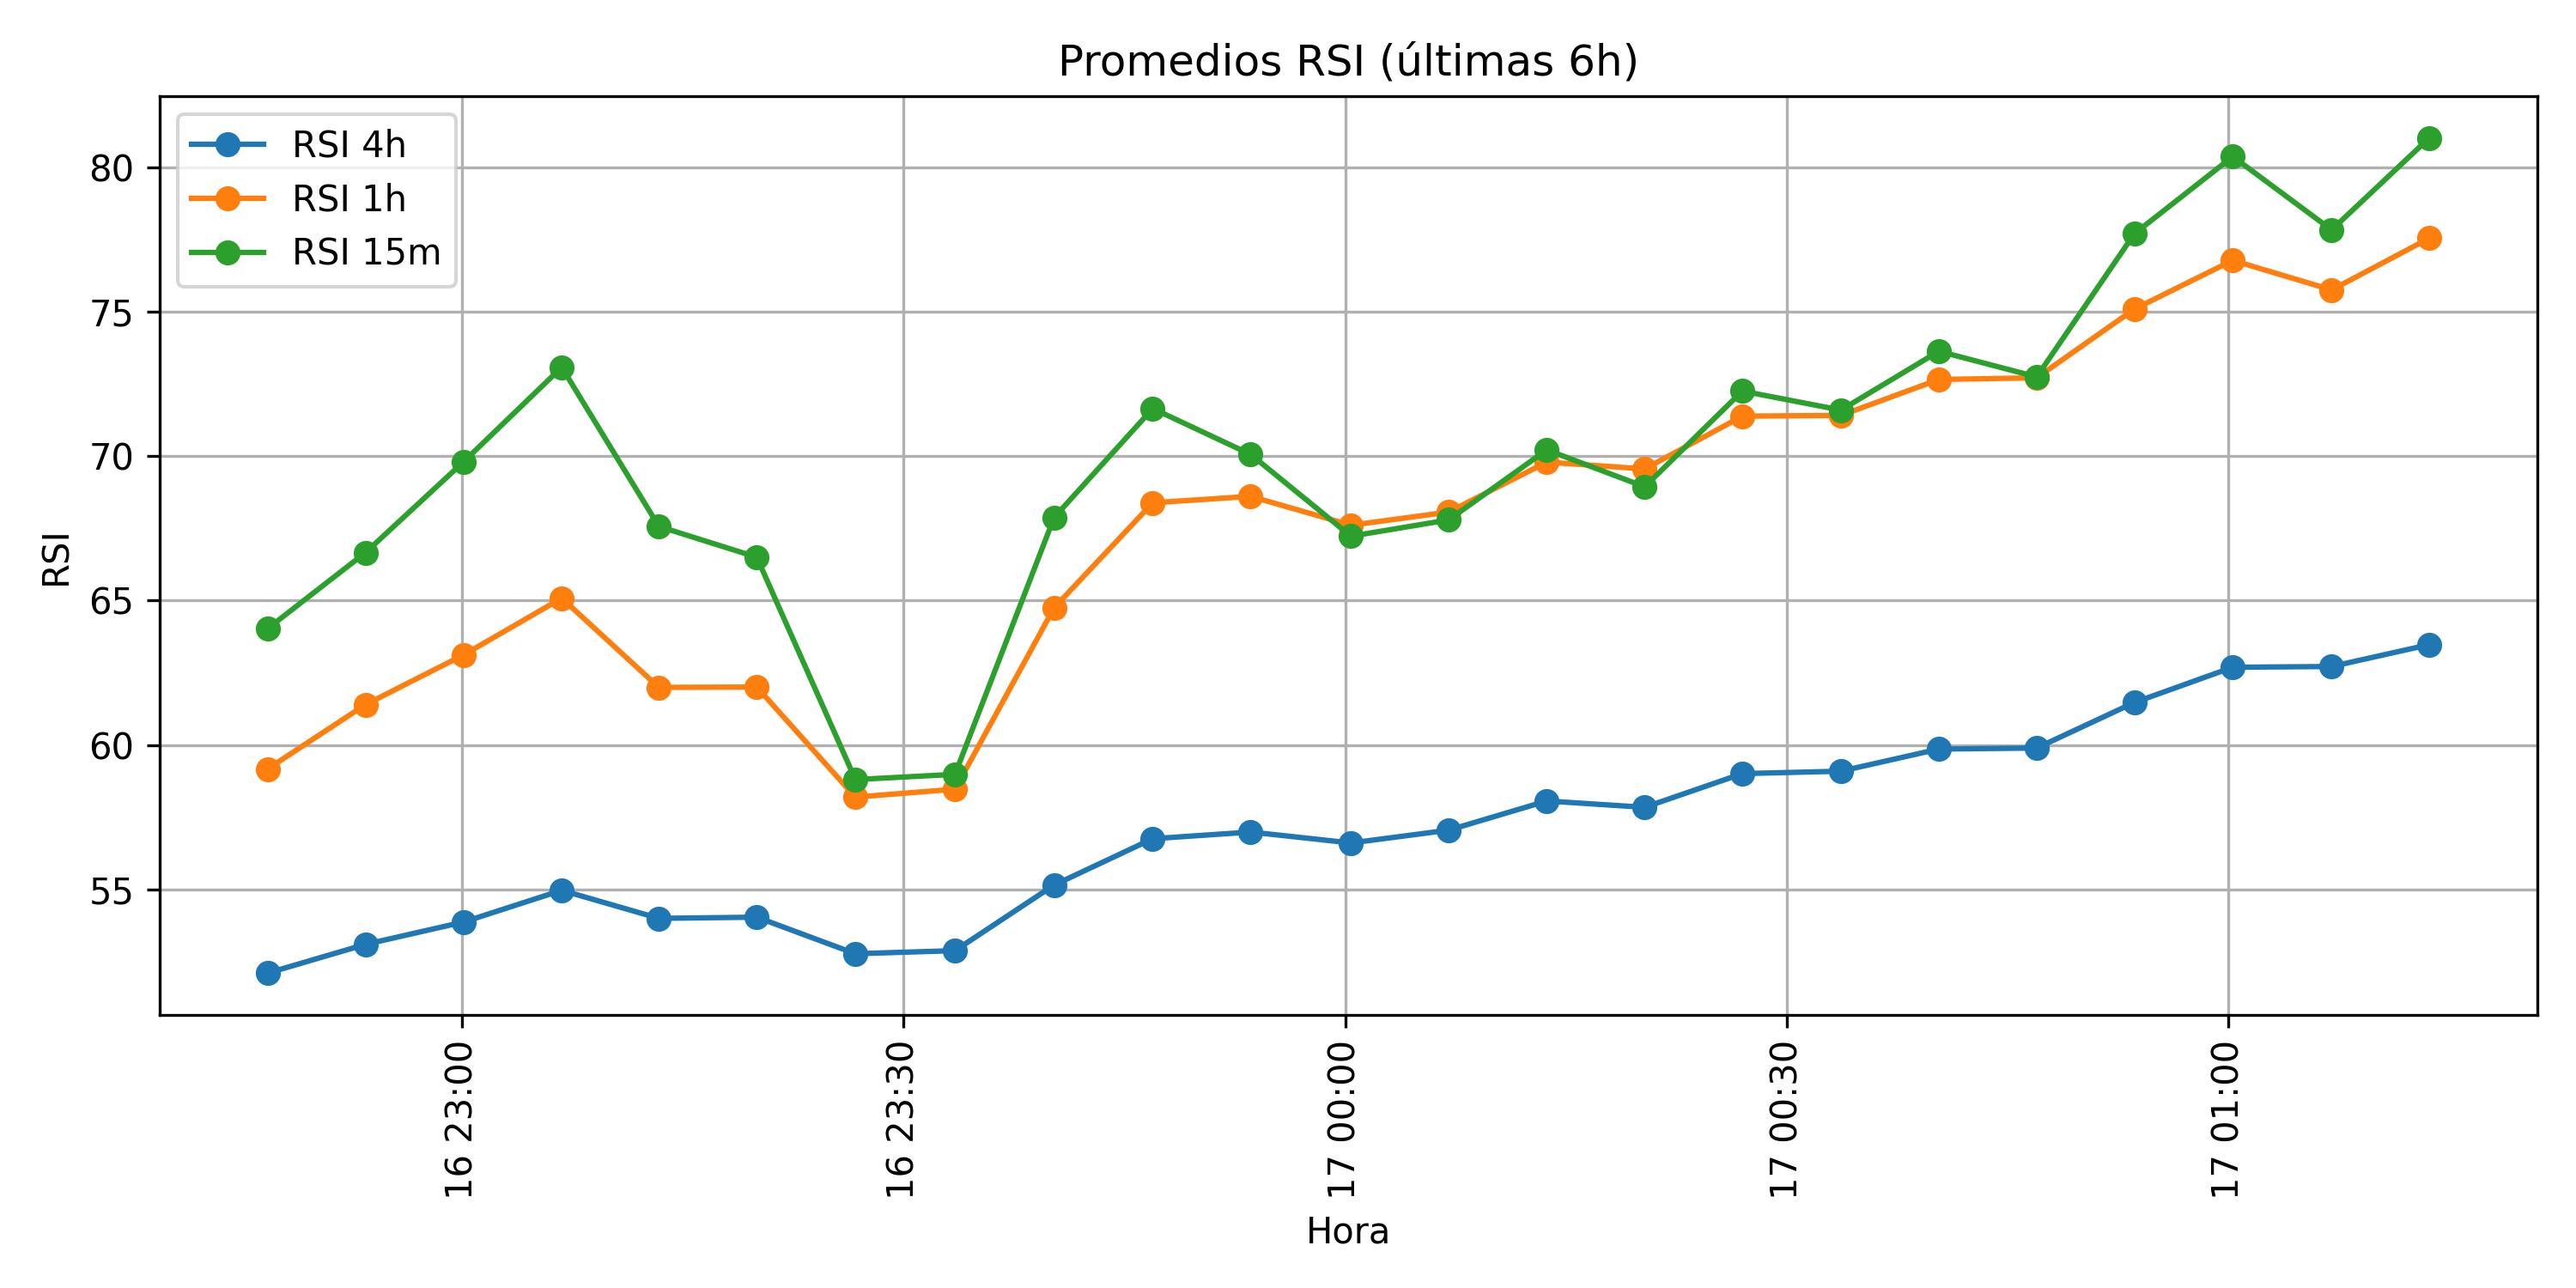 Promedios RSI (últimas 6h)
RSI 4h
RSI 1h
RSI 15m
80
75
70
65
60
55
RSI
16 23:00
16 23:30
17 00:00
17 00:30
17 01:00
Hora